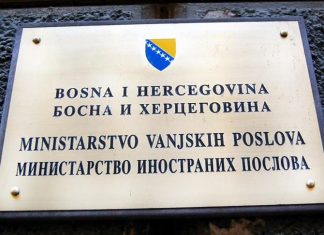 BOSNA I HERCEGOVINA
БОСНА И ХЕРЦЕГОВИНА
MINISTARSTVO VANJSKIH POSLOVA
МИНИСТАРСТВО ИНОСТРАНИХ ПОСЛОВА